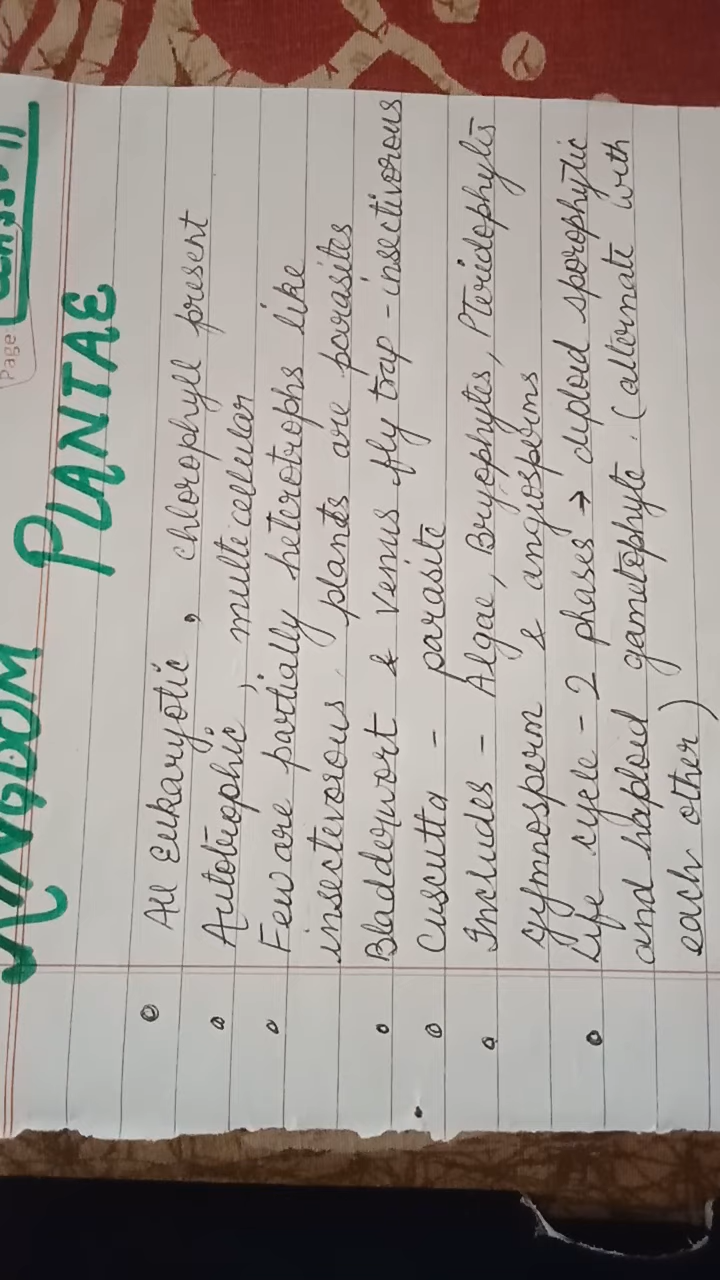 Page:
KINGDOM PLANTAE
All Eukaryotic, chlorophyll present
Autotrophic, multicellular
Few are partially heterotrophs like
insectevorous plants are parasites
Bladderwort & Venus fly trap - insectivorous
Cuscutta - parasite
Includes - Algae, Bryophytes, Pteridophytes
gymnosperm & angiosperms
Life cycle - 2 phases → diploid sporophytic
and haploid gametophyte. (alternate with
each other)